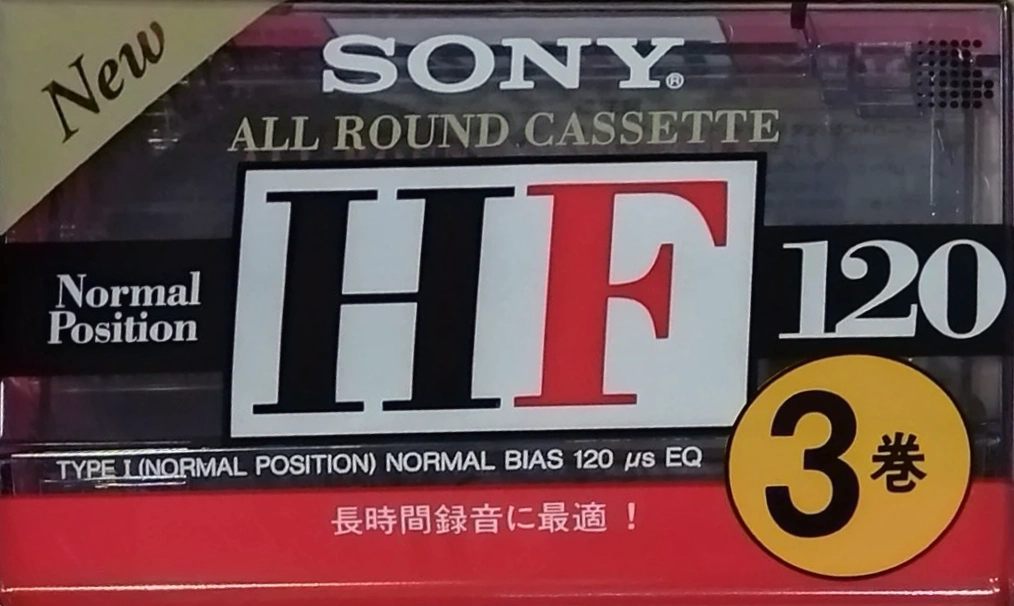 New
SONY®
ALL ROUND CASSETTE
HF
Normal
Position
120
3巻
TYPE I (NORMAL POSITION) NORMAL BIAS 120 μs EQ
長時間録音に最適！